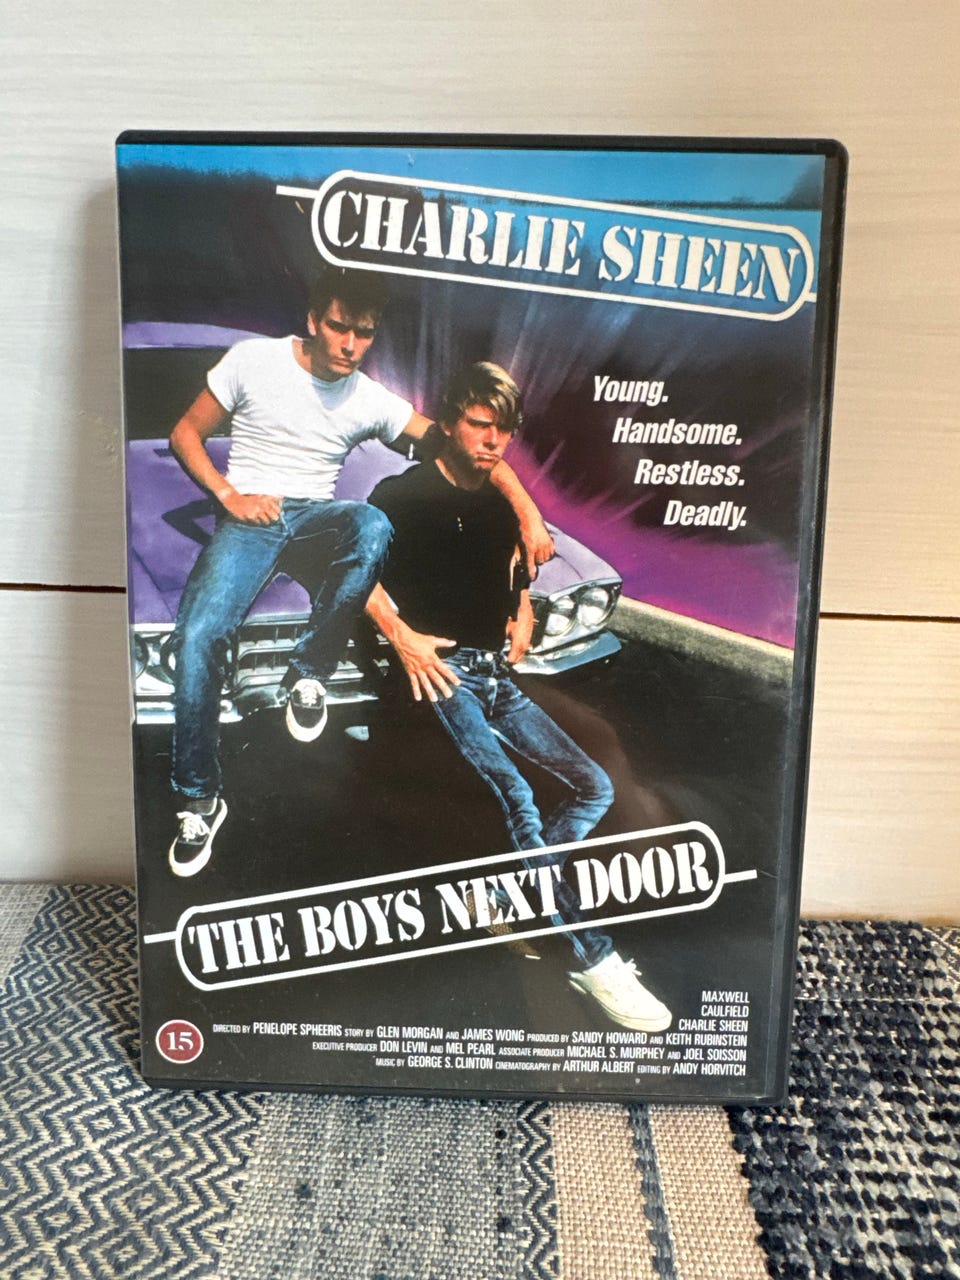 CHARLIE SHEEN
Young.
Handsome.
Restless.
Deadly.
THE BOYS NEXT DOOR
MAXWELL
CAULFIELD
CHARLIE SHEEN
15
DIRECTED BY PENELOPE SPHEERIS STORY BY GLEN MORGAN AND JAMES WONG PRODUCED BY SANDY HOWARD AND KEITH RUBINSTEIN
EXECUTIVE PRODUCER DON LEVIN AND MEL PEARL ASSOCIATE PRODUCER MICHAEL S. MURPHEY AND JOEL SOISSON
MUSIC BY GEORGE S. CLINTON CINEMATOGRAPHY BY ARTHUR ALBERT EDITING BY ANDY HORVITCH